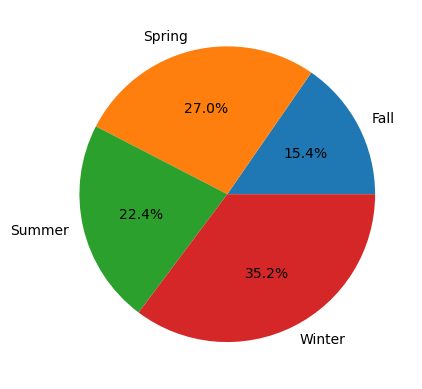 Spring
27.0%
Fall
15.4%
22.4%
Summer
35.2%
Winter